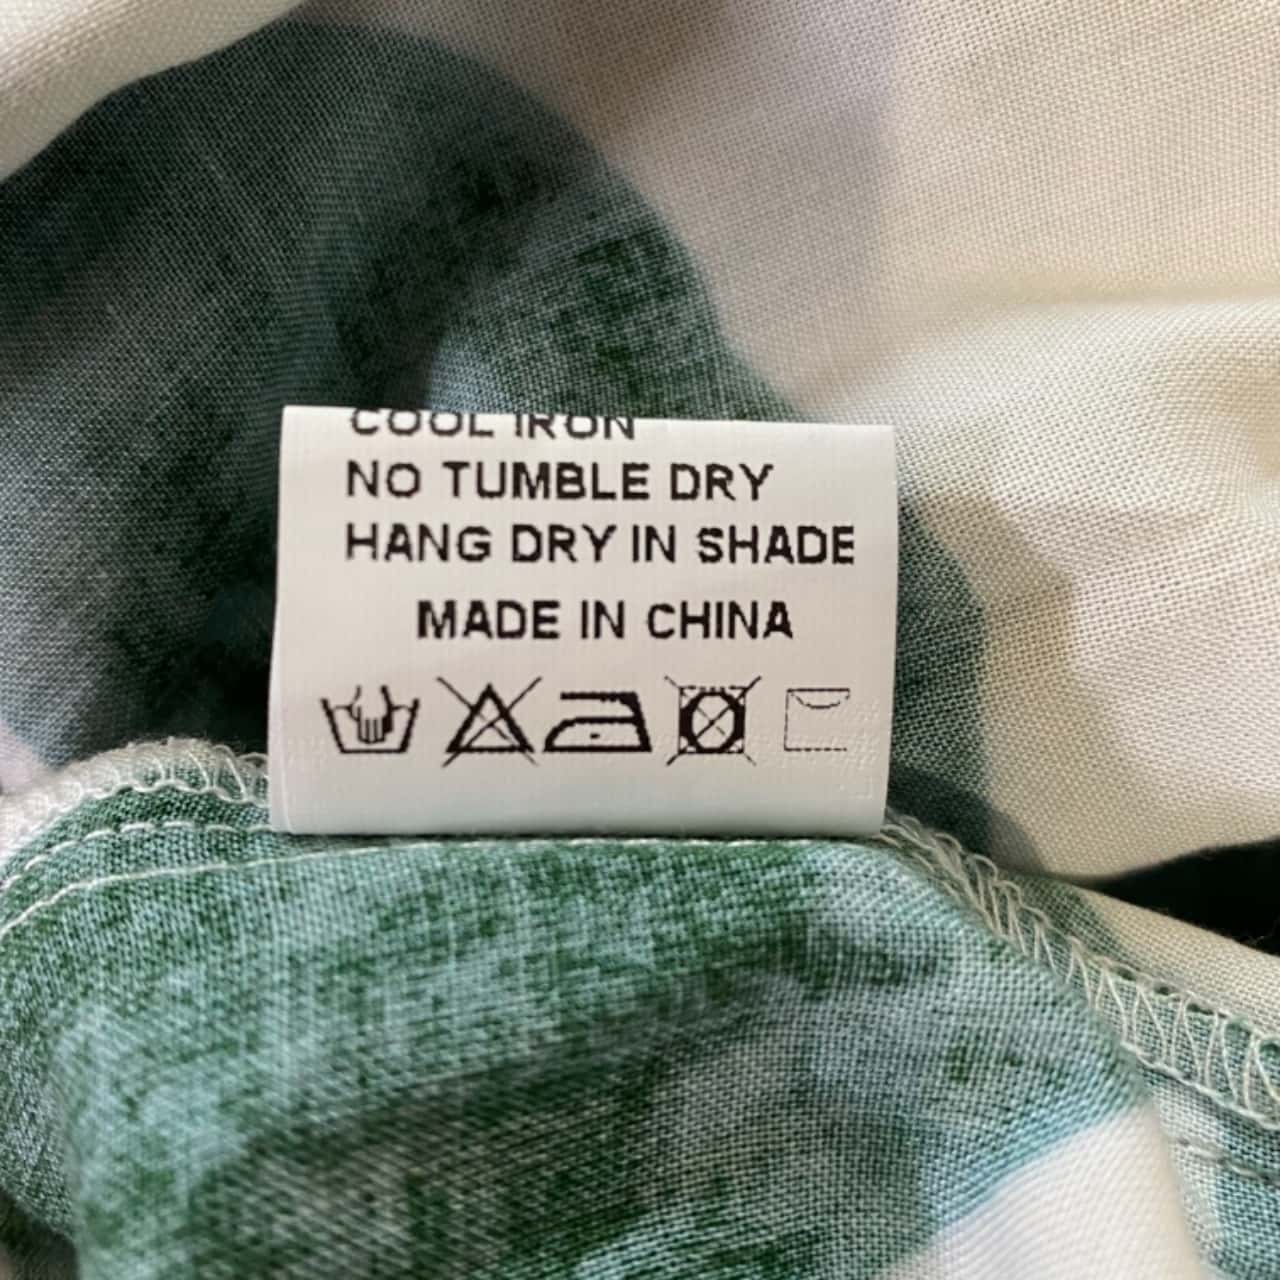 COOL IRON
NO TUMBLE DRY
HANG DRY IN SHADE
MADE IN CHINA